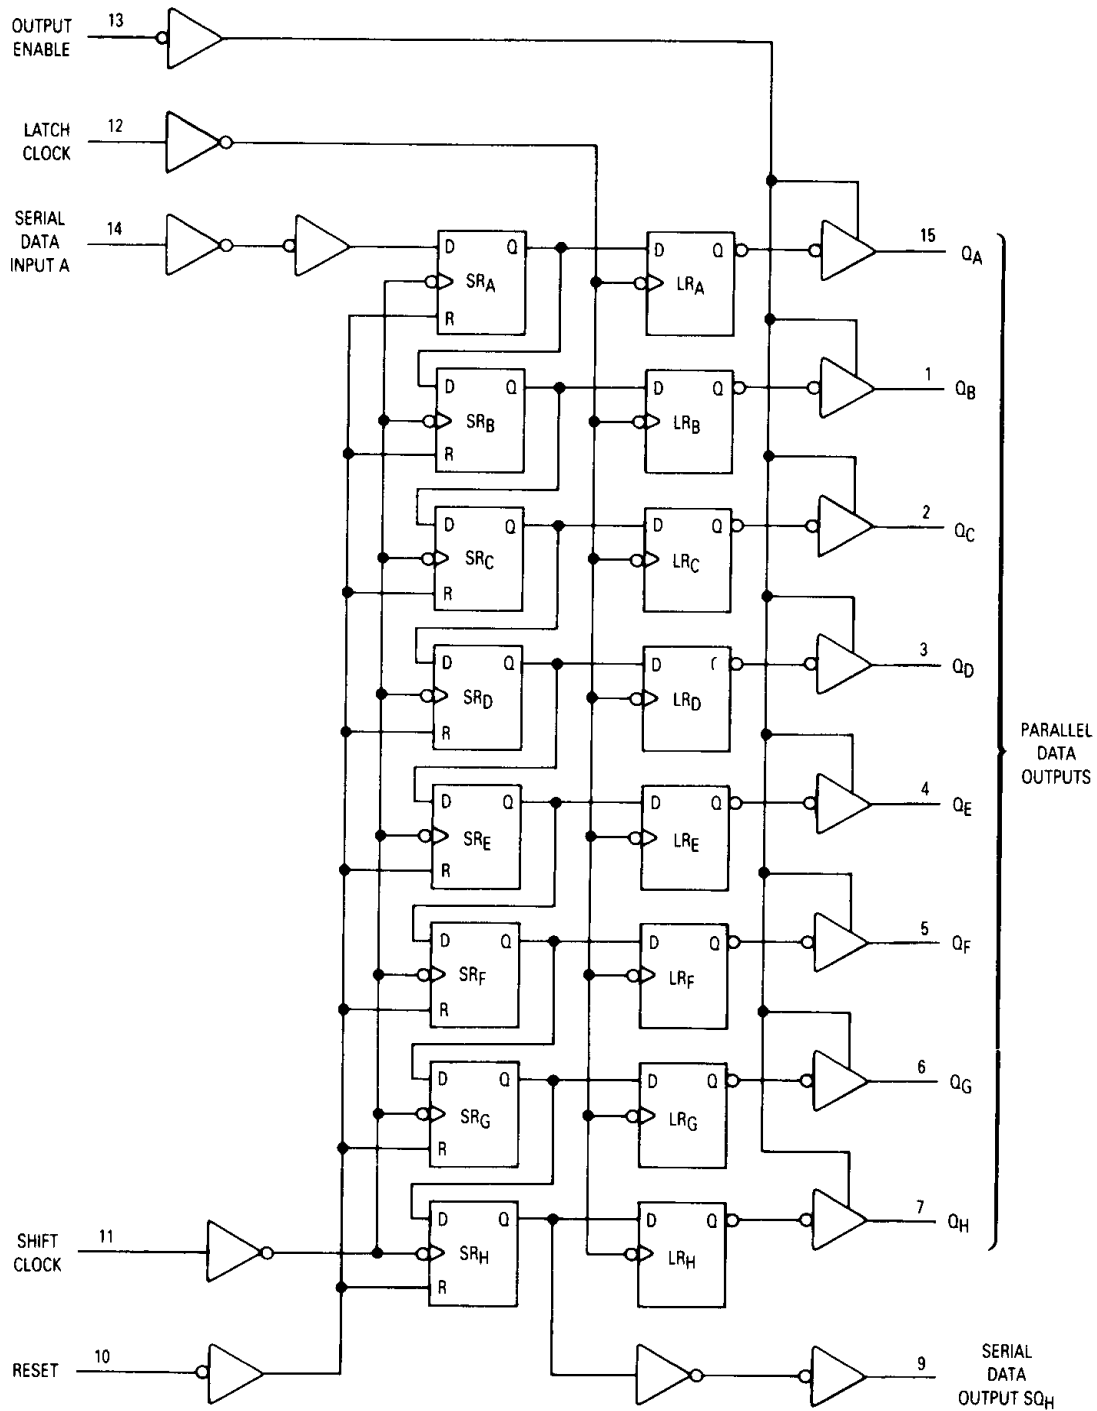 OUTPUT
ENABLE
13
LATCH
CLOCK
12
SERIAL
DATA
INPUT A
14
D Q
SRA
R
D Q
LRA
15
QA
D Q
SRB
R
D Q
LRB
1
QB
D Q
SRC
R
D Q
LRC
2
QC
D Q
SRD
R
D
LRD
3
QD
D Q
SRE
R
D Q
LRE
4
QE
D Q
SRF
R
D Q
LRF
5
QF
D Q
SRG
R
D Q
LRG
6
QG
D Q
SRH
R
D Q
LRH
7
QH
PARALLEL
DATA
OUTPUTS
SHIFT
CLOCK
11
RESET
10
9
SERIAL
DATA
OUTPUT SQH